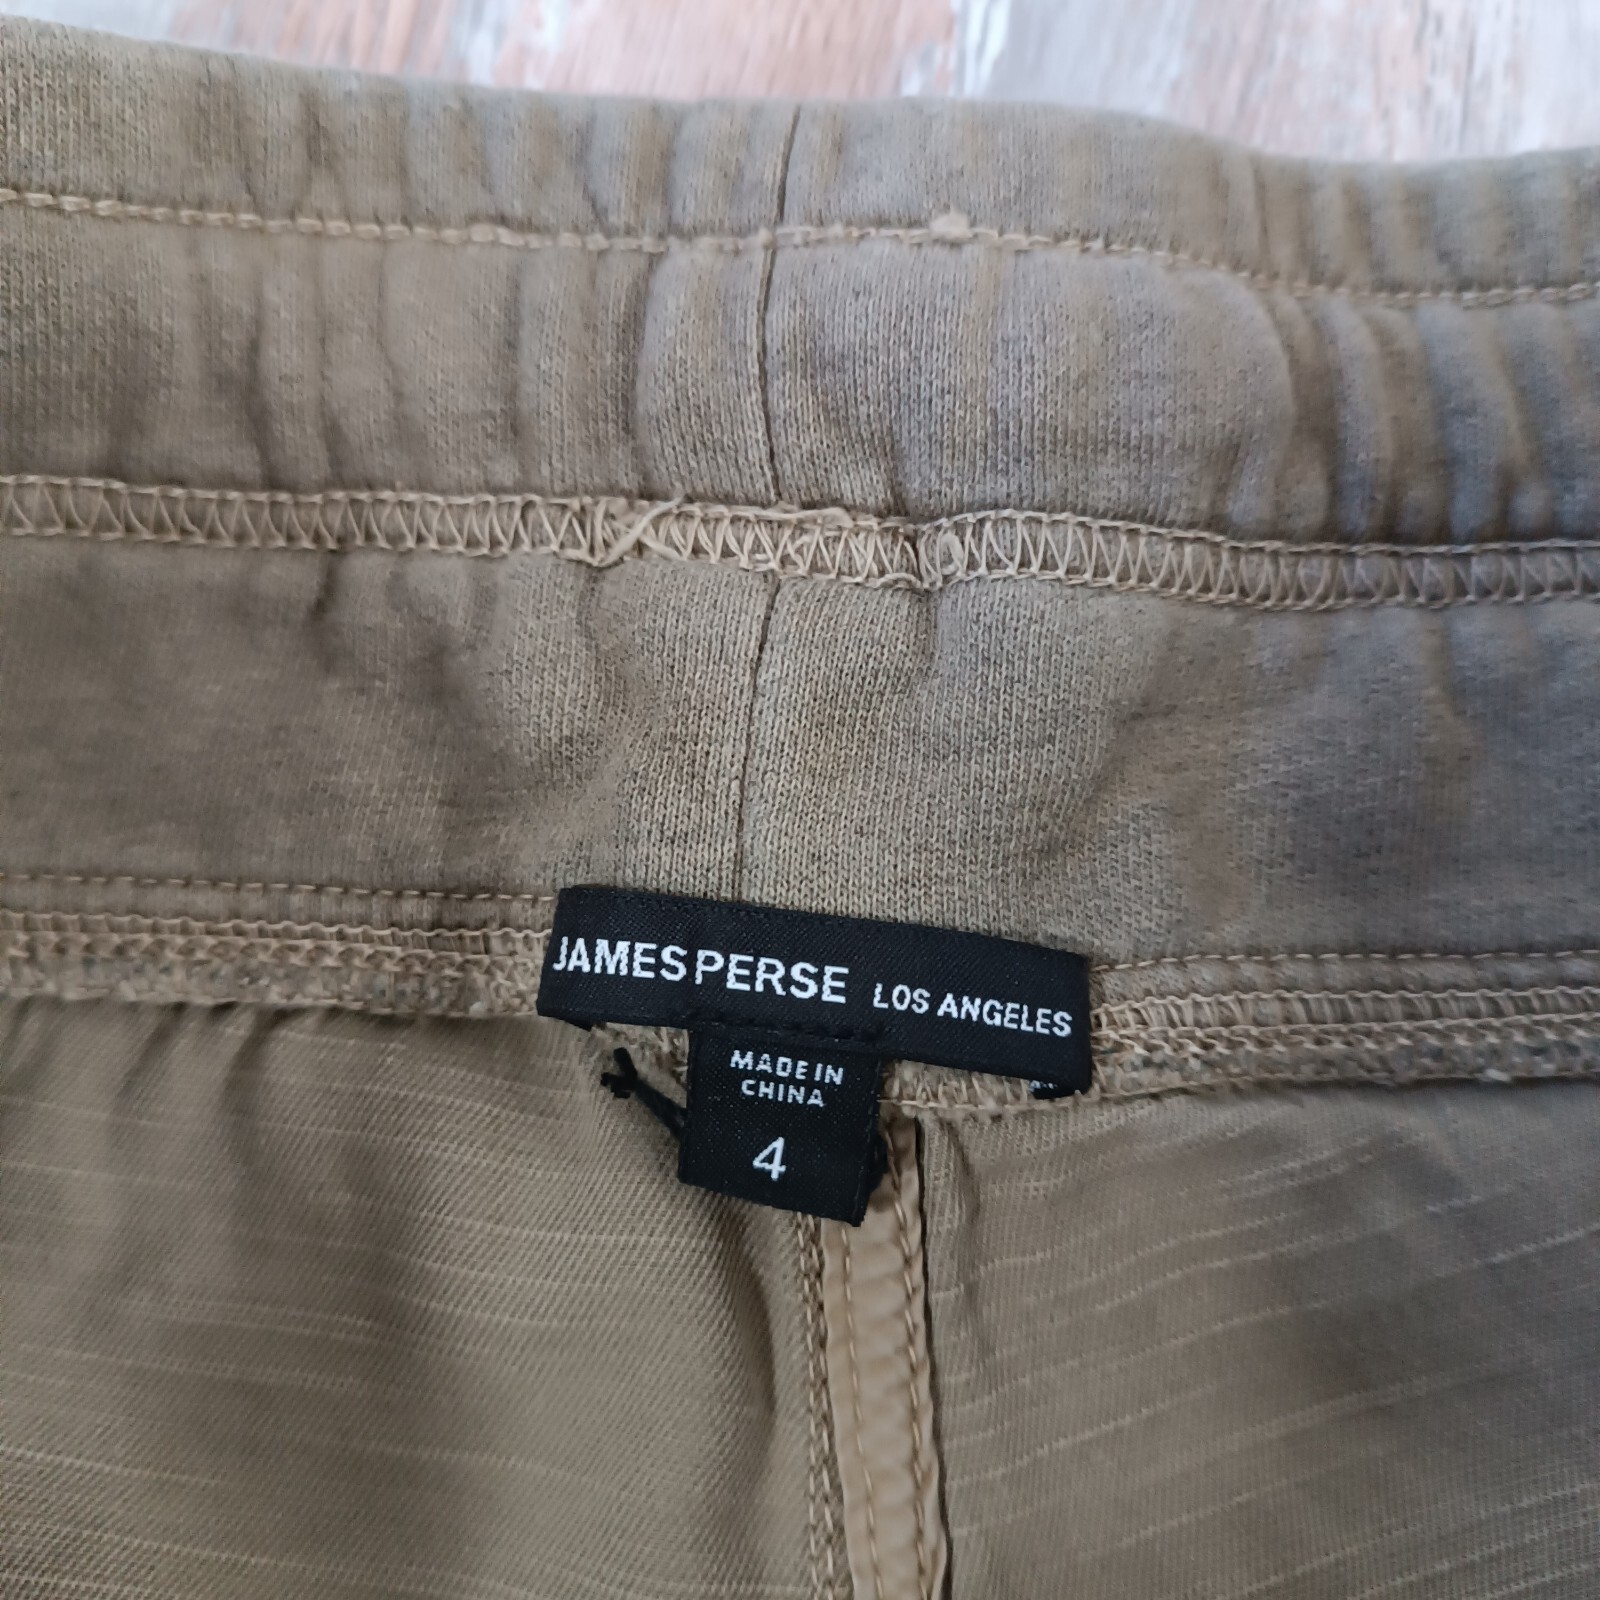 JAMES PERSE LOS ANGELES
MADE IN
CHINA
4